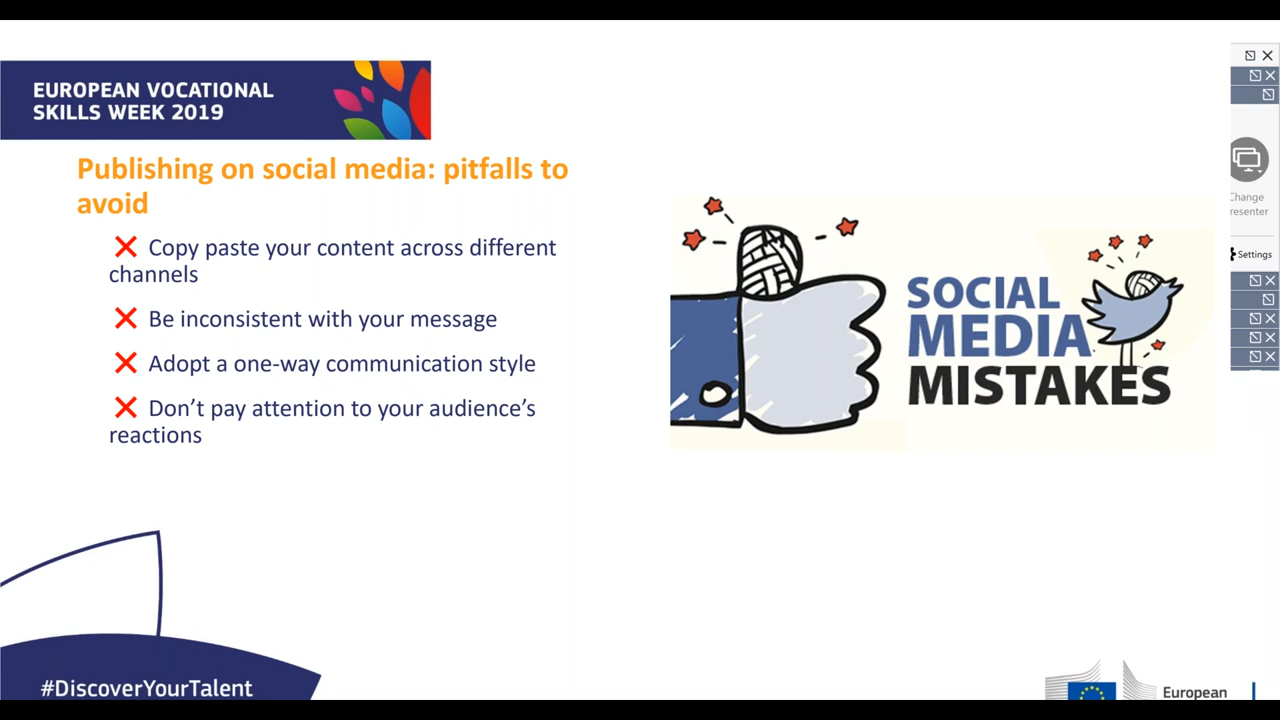 EUROPEAN VOCATIONAL
SKILLS WEEK 2019
Publishing on social media: pitfalls to
avoid
❌ Copy paste your content across different
channels
❌ Be inconsistent with your message
❌ Adopt a one-way communication style
❌ Don’t pay attention to your audience’s
reactions
SOCIAL
MEDIA
MISTAKES
Change
resenter
Settings
#DiscoverYourTalent
European